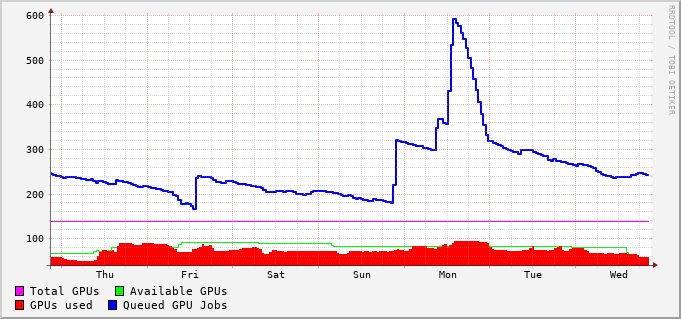 600
500
400
300
200
100
Thu Fri Sat Sun Mon Tue Wed
Total GPUs Available GPUs
GPUs used Queued GPU Jobs
RRDTOOL / TOBI OETIKER